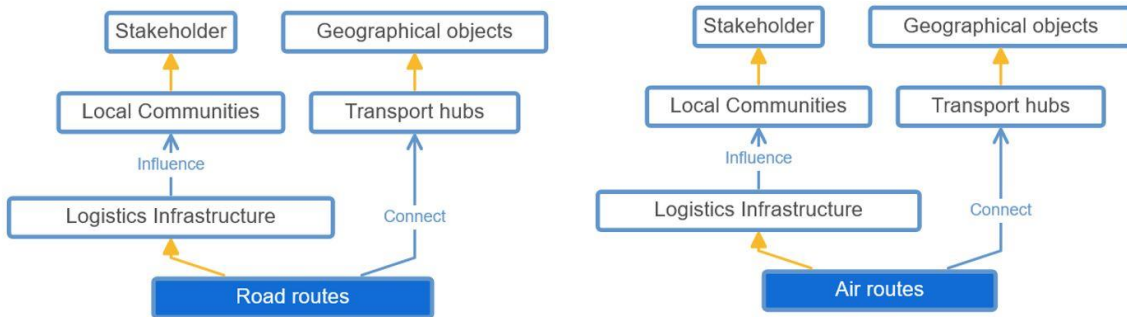 Stakeholder
Geographical objects
Local Communities
Transport hubs
Influence
Logistics Infrastructure
Connect
Road routes
Stakeholder
Geographical objects
Local Communities
Transport hubs
Influence
Logistics Infrastructure
Connect
Air routes